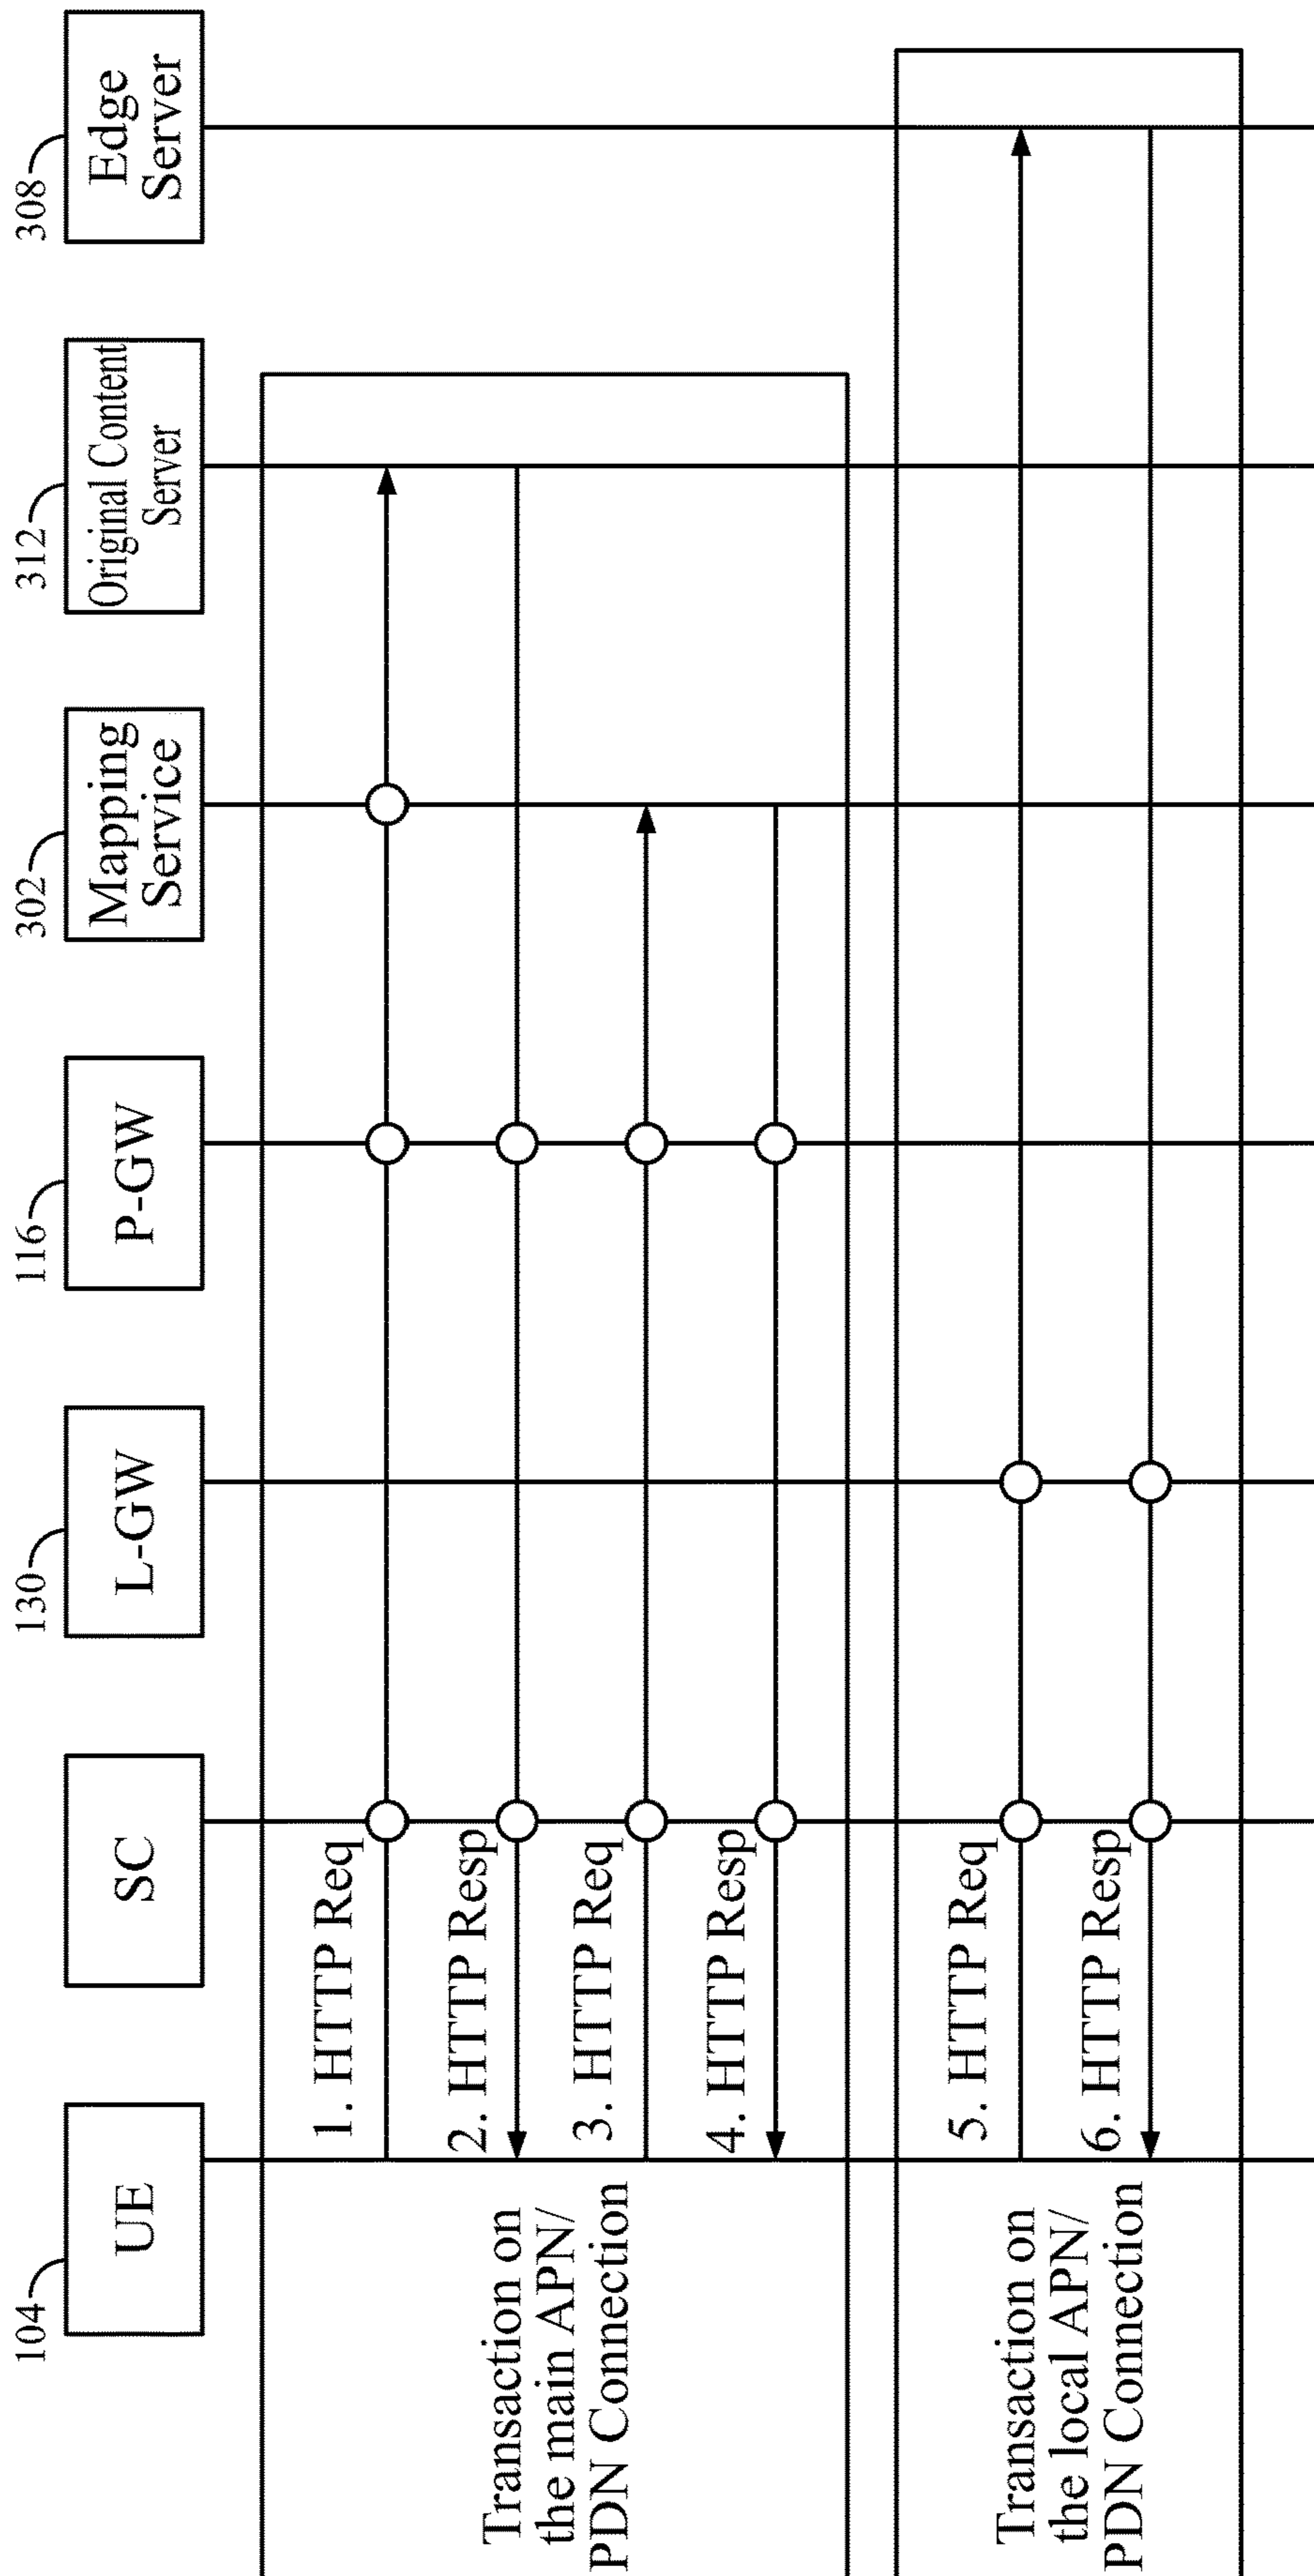 104
UE
SC
130
L-GW
116
P-GW
302
Mapping
Service
312
Original Content
Server
308
Edge
Server
Transaction on
the main APN/
PDN Connection
1. HTTP Req
2. HTTP Resp
3. HTTP Req
4. HTTP Resp
Transaction on
the local APN/
PDN Connection
5. HTTP Req
6. HTTP Resp